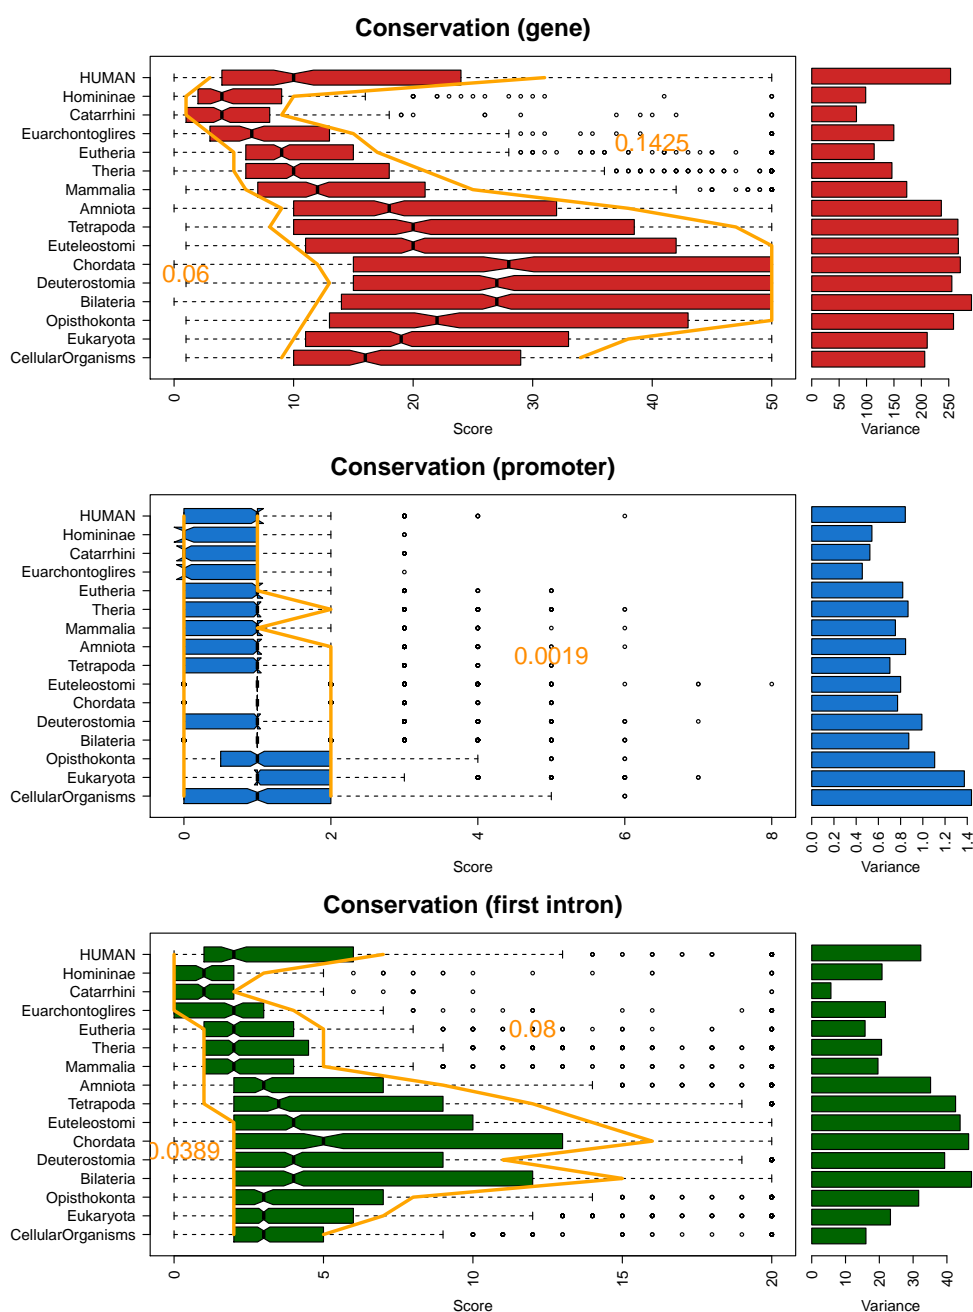 Conservation (gene)
HUMAN
Homininae
Catarrhini
Euarchontoglires
Eutheria
Theria
Mammalia
Amniota
Tetrapoda
Euteleostomi
Chordata
Deuterostomia
Bilateria
Opisthokonta
Eukaryota
CellularOrganisms
0.1425
0.06
0 10 20 30 40 50
Score
0 50 100 150 200 250
Variance
Conservation (promoter)
HUMAN
Homininae
Catarrhini
Euarchontoglires
Eutheria
Theria
Mammalia
Amniota
Tetrapoda
Euteleostomi
Chordata
Deuterostomia
Bilateria
Opisthokonta
Eukaryota
CellularOrganisms
0.0019
0 2 4 6 8
Score
0.0 0.2 0.4 0.6 0.8 1.0 1.2 1.4
Variance
Conservation (first intron)
HUMAN
Homininae
Catarrhini
Euarchontoglires
Eutheria
Theria
Mammalia
Amniota
Tetrapoda
Euteleostomi
Chordata
Deuterostomia
Bilateria
Opisthokonta
Eukaryota
CellularOrganisms
0.08
0.0389
0 5 10 15 20
Score
0 10 20 30 40
Variance